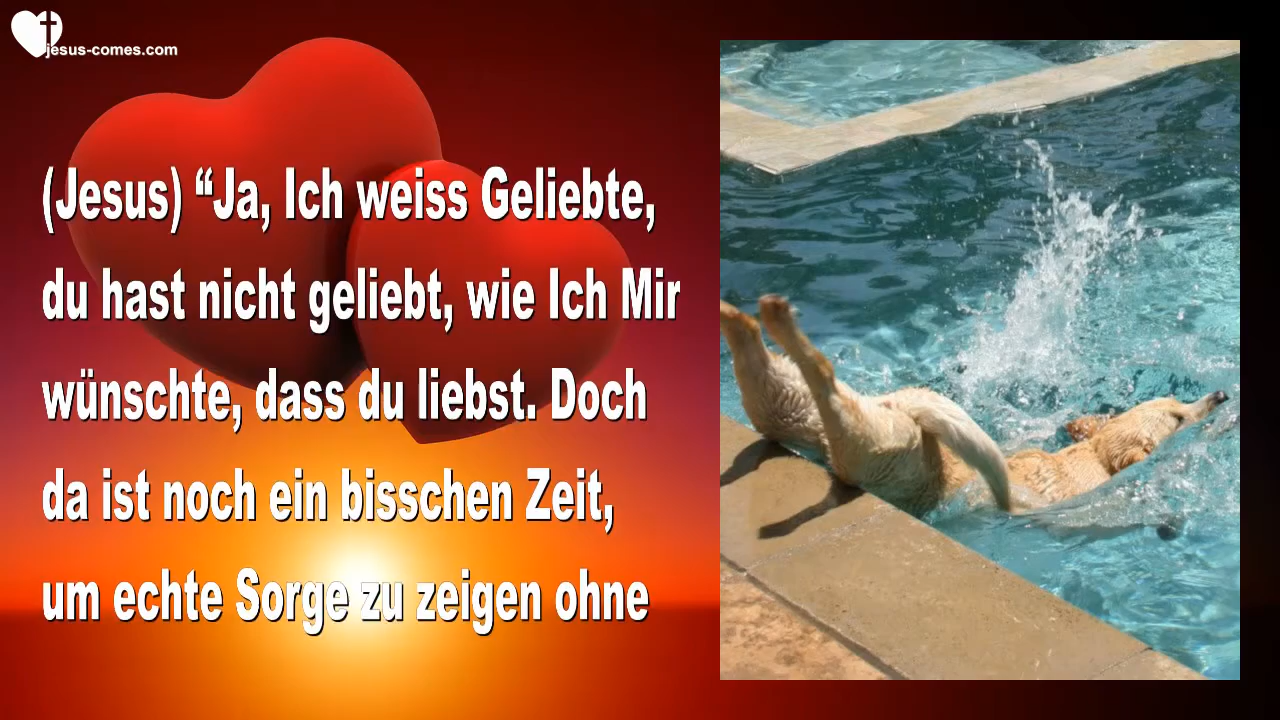 jesus-comes.com
(Jesus) “Ja, Ich weiss Geliebte,
du hast nicht geliebt, wie Ich Mir
wünschte, dass du liebst. Doch
da ist noch ein bisschen Zeit,
um echte Sorge zu zeigen ohne